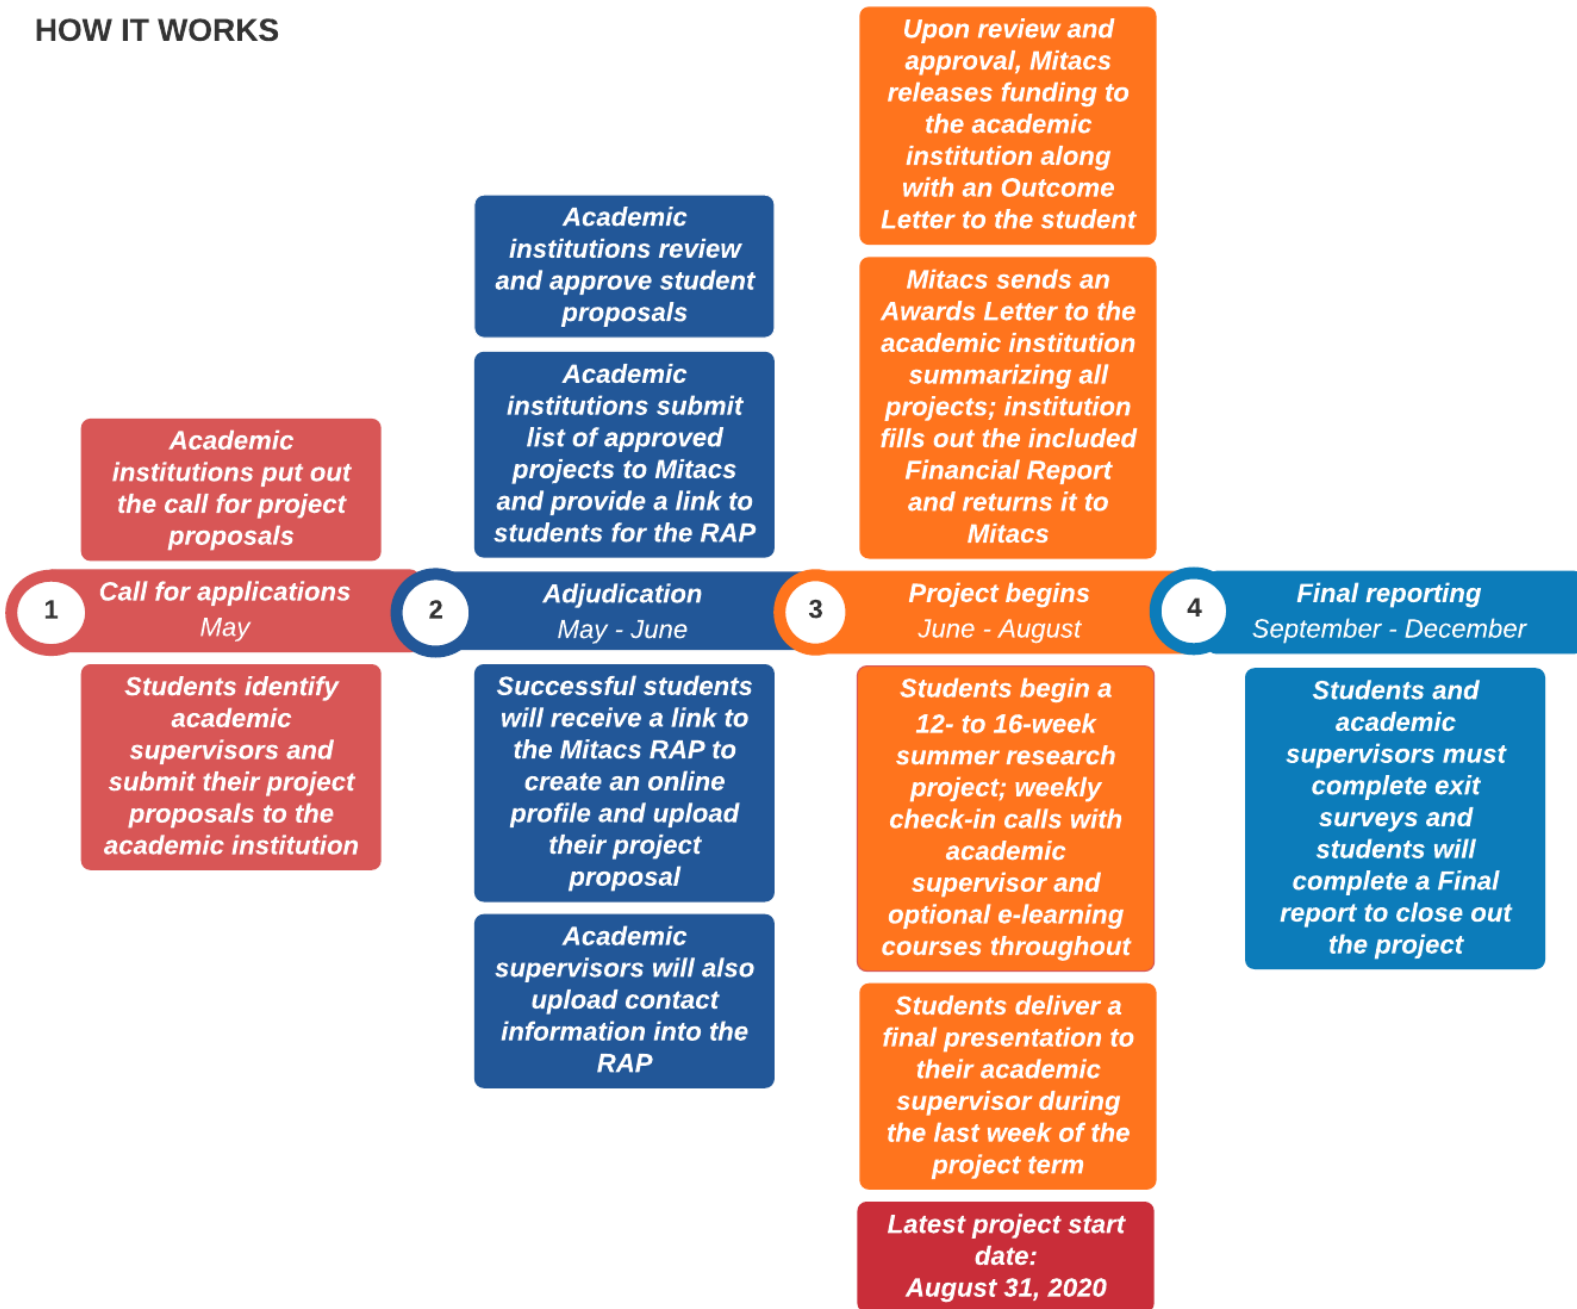 HOW IT WORKS
Academic
institutions put out
the call for project
proposals
1
Call for applications
May
Students identify
academic
supervisors and
submit their project
proposals to the
academic institution
Academic
institutions review
and approve student
proposals
Academic
institutions submit
list of approved
projects to Mitacs
and provide a link to
students for the RAP
2
Adjudication
May - June
Successful students
will receive a link to
the Mitacs RAP to
create an online
profile and upload
their project
proposal
Academic
supervisors will also
upload contact
information into the
RAP
Upon review and
approval, Mitacs
releases funding to
the academic
institution along
with an Outcome
Letter to the student
Mitacs sends an
Awards Letter to the
academic institution
summarizing all
projects; institution
fills out the included
Financial Report
and returns it to
Mitacs
3
Project begins
June - August
Students begin a
12- to 16-week
summer research
project; weekly
check-in calls with
academic
supervisor and
optional e-learning
courses throughout
Students deliver a
final presentation to
their academic
supervisor during
the last week of the
project term
Latest project start
date:
August 31, 2020
4
Final reporting
September - December
Students and
academic
supervisors must
complete exit
surveys and
students will
complete a Final
report to close out
the project